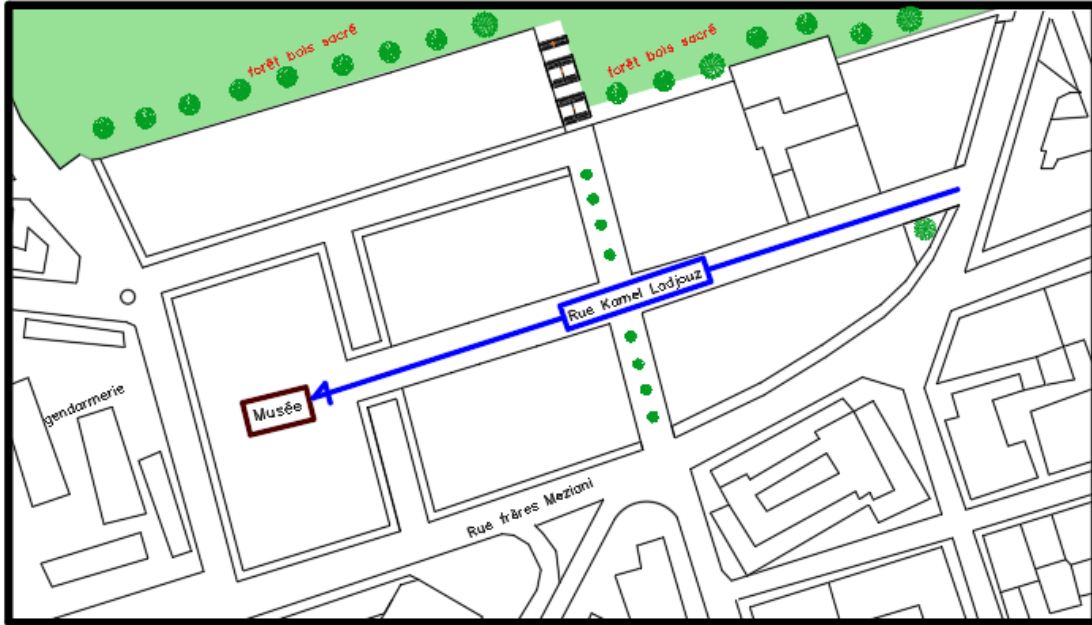 forêt bois sacré
forêt bois sacré
Rue Kamel Ladjouz
Musée
gendarmerie
Rue frères Meziani